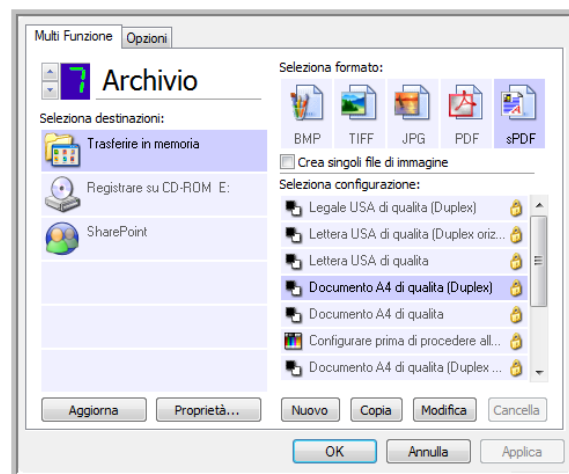 Multi Funzione
Opzioni
7
Archivio
Seleziona destinazioni:
Trasferire in memoria
Registrare su CD-ROM E:
SharePoint
Aggiorna
Proprietà...
Seleziona formato:
BMP TIFF JPG PDF sPDF
Crea singoli file di immagine
Seleziona configurazione:
Legale USA di qualita (Duplex)
Lettera USA di qualita (Duplex oriz...
Lettera USA di qualita
Documento A4 di qualita (Duplex)
Documento A4 di qualita
Configurare prima di procedere all...
Documento A4 di qualita (Duplex ...
Nuovo Copia Modifica Cancella
OK Annulla Applica